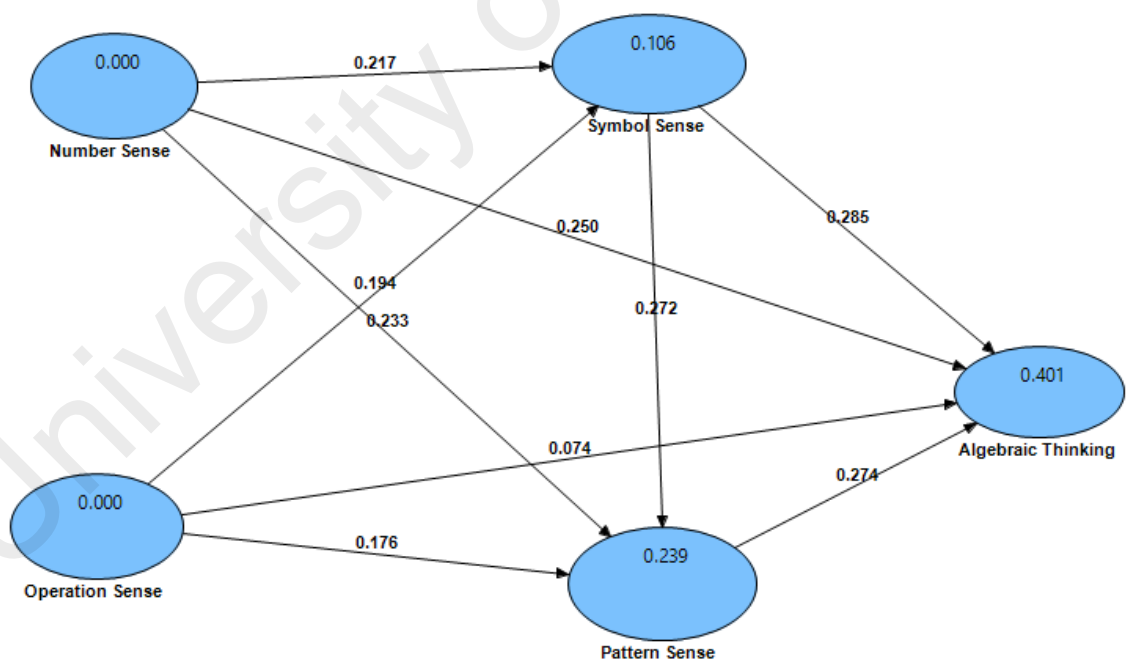 0.000
Number Sense
0.217
0.106
Symbol Sense
0.250
0.285
0.194
0.233
0.272
0.401
Algebraic Thinking
0.074
0.274
0.000
Operation Sense
0.176
0.239
Pattern Sense
University o